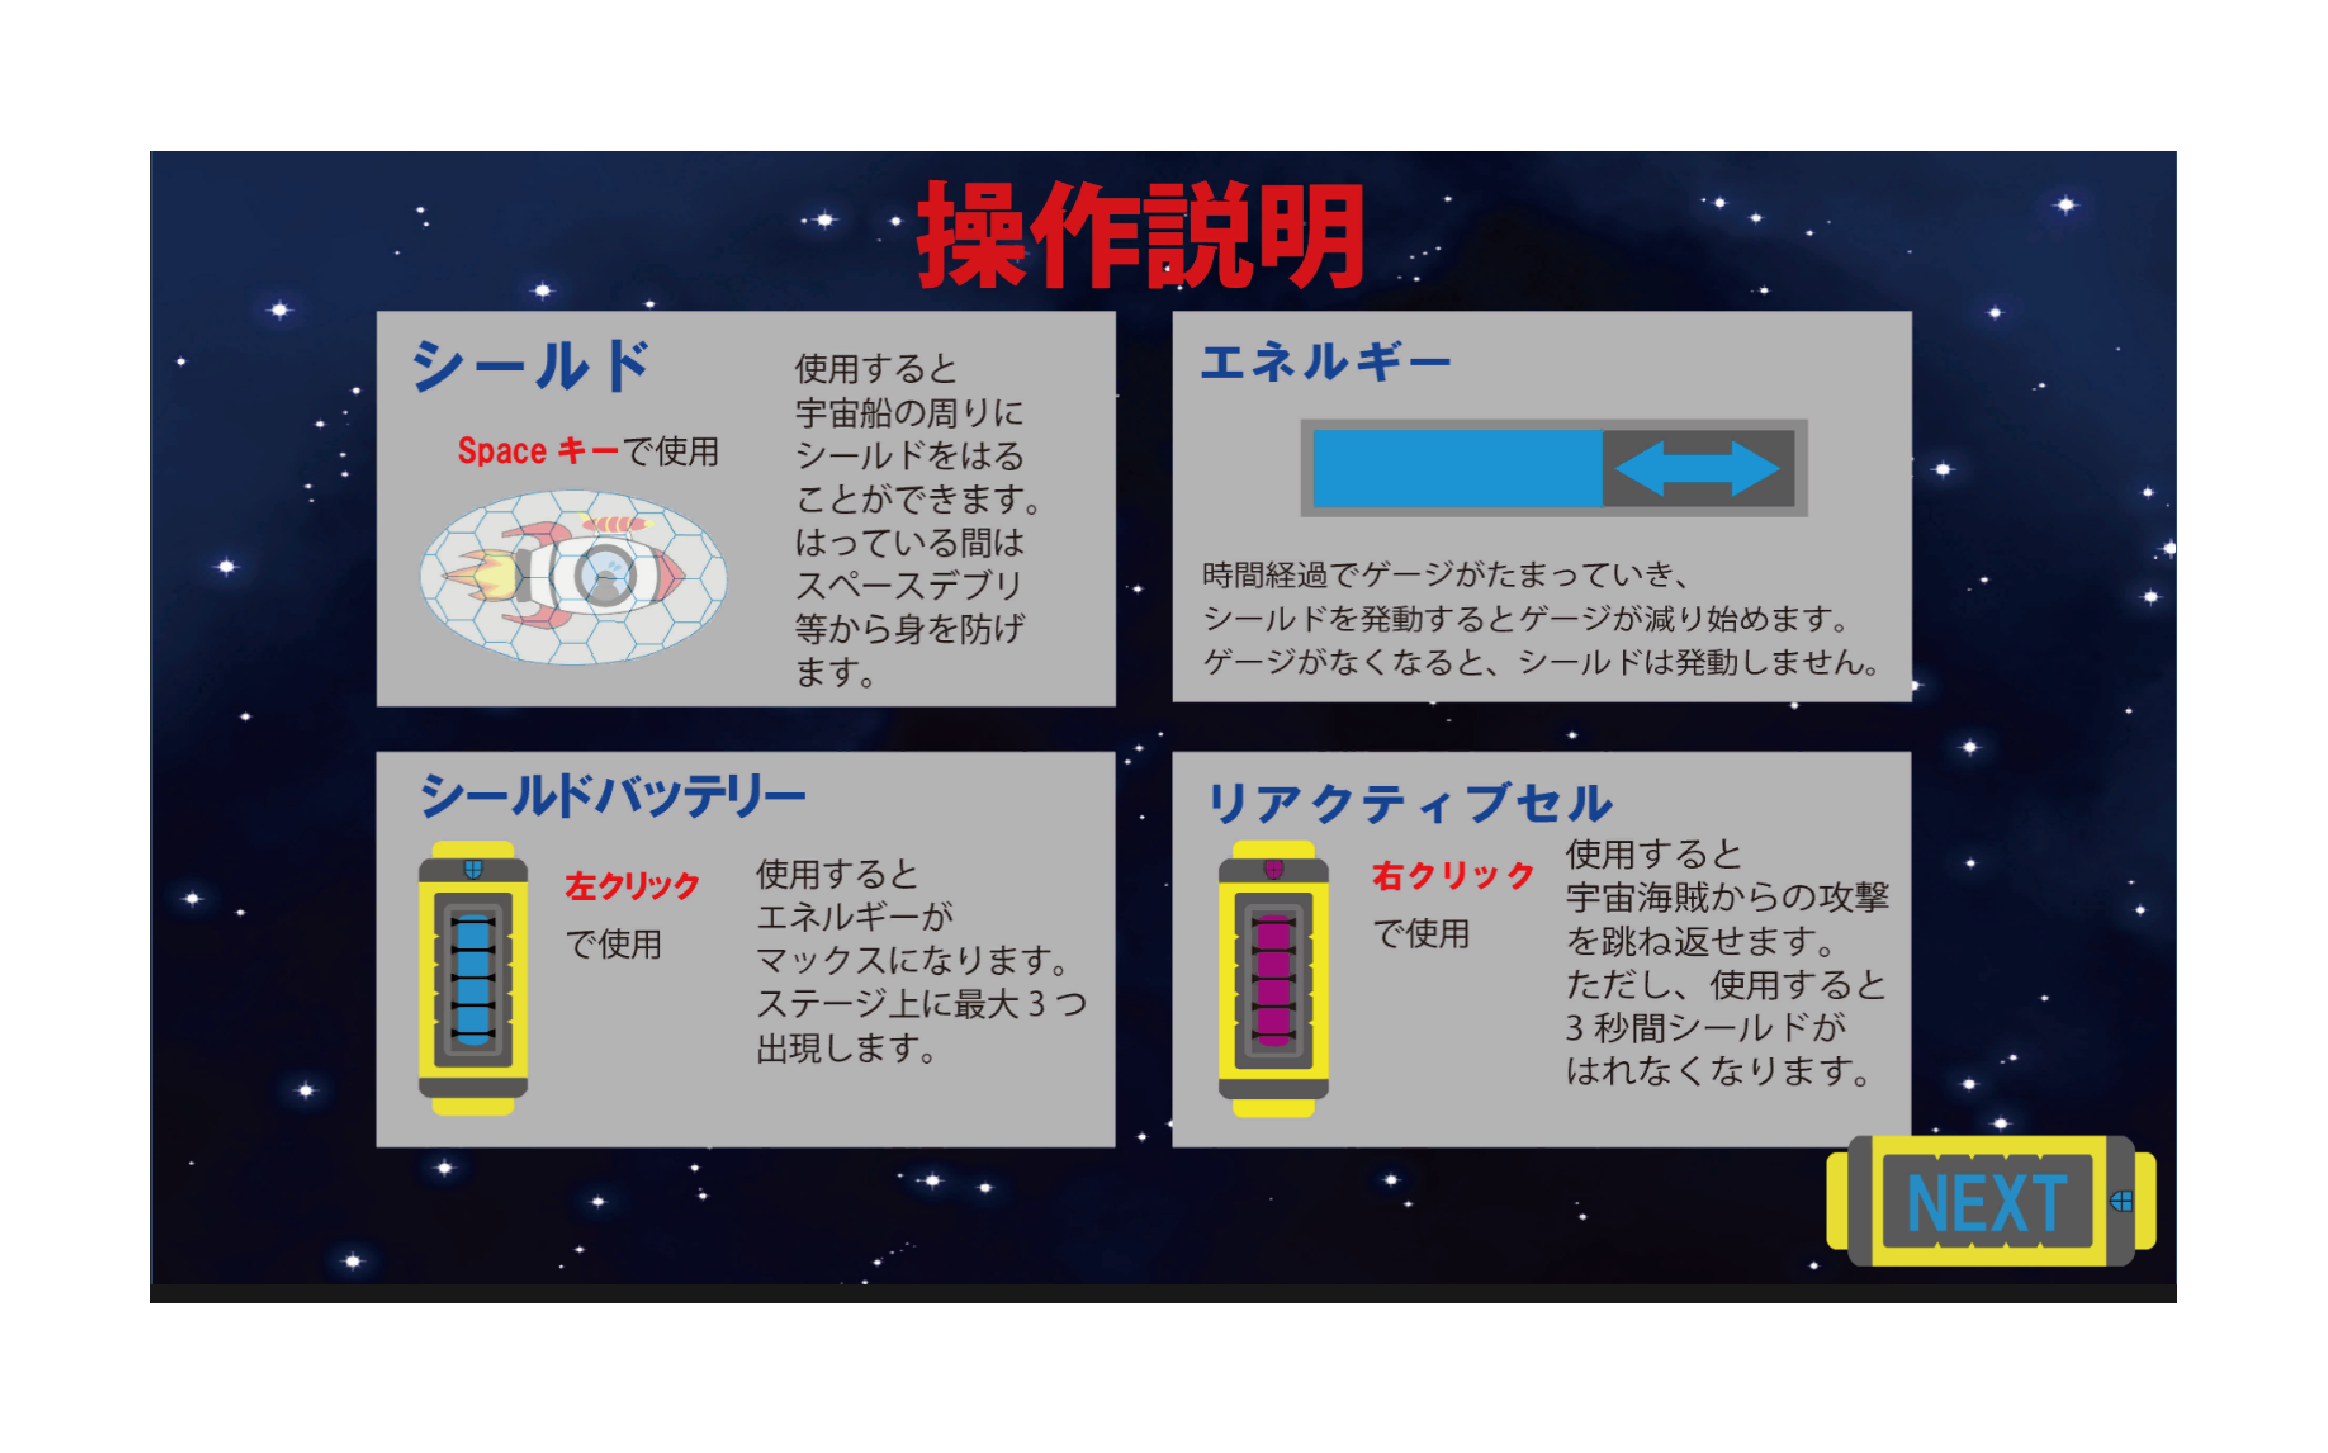 操作説明
シールド
Space キーで使用
使用すると
宇宙船の周りに
シールドをはる
ことができます。
はっている間は
スペースデブリ
等から身を防げ
ます。
エネルギー
時間経過でゲージがたまっていき、
シールドを発動するとゲージが減り始めます。
ゲージがなくなると、シールドは発動しません。
シールドバッテリー
左クリック
で使用
使用すると
エネルギーが
マックスになります。
ステージ上に最大 3 つ
出現します。
リアクティブセル
右クリック
で使用
使用すると
宇宙海賊からの攻撃
を跳ね返せます。
ただし、使用すると
3 秒間シールドが
はれなくなります。
NEXT